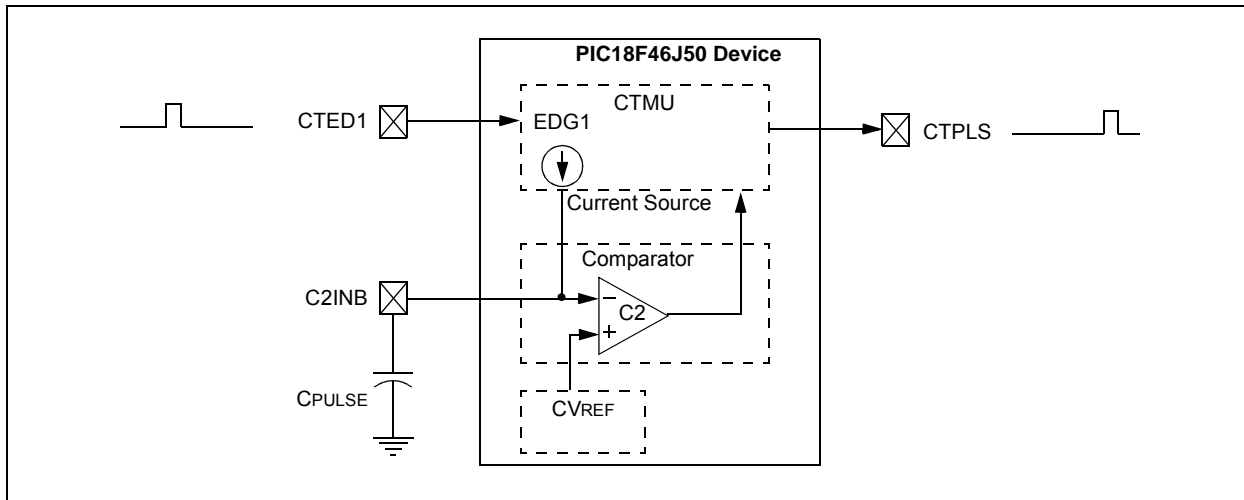 PIC18F46J50 Device
CTMU
CTED1
EDG1
CTPLS
Current Source
Comparator
C2INB
−
C2
+
CPULSE
CVREF